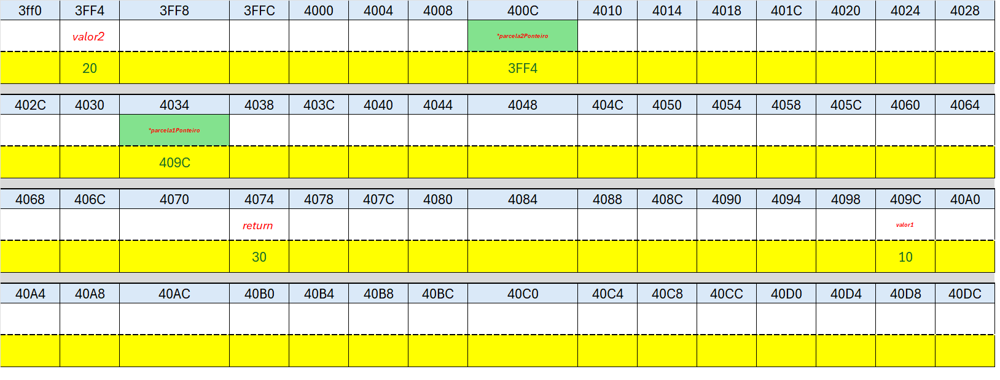 3ff0 3FF4 3FF8 3FFC 4000 4004 4008 400C 4010 4014 4018 401C 4020 4024 4028
valor2 *parcela2Ponteiro
20 3FF4
402C 4030 4034 4038 403C 4040 4044 4048 404C 4050 4054 4058 405C 4060 4064
*parcela1Ponteiro
409C
4068 406C 4070 4074 4078 407C 4080 4084 4088 408C 4090 4094 4098 409C 40A0
return valor1
30 10
40A4 40A8 40AC 40B0 40B4 40B8 40BC 40C0 40C4 40C8 40CC 40D0 40D4 40D8 40DC